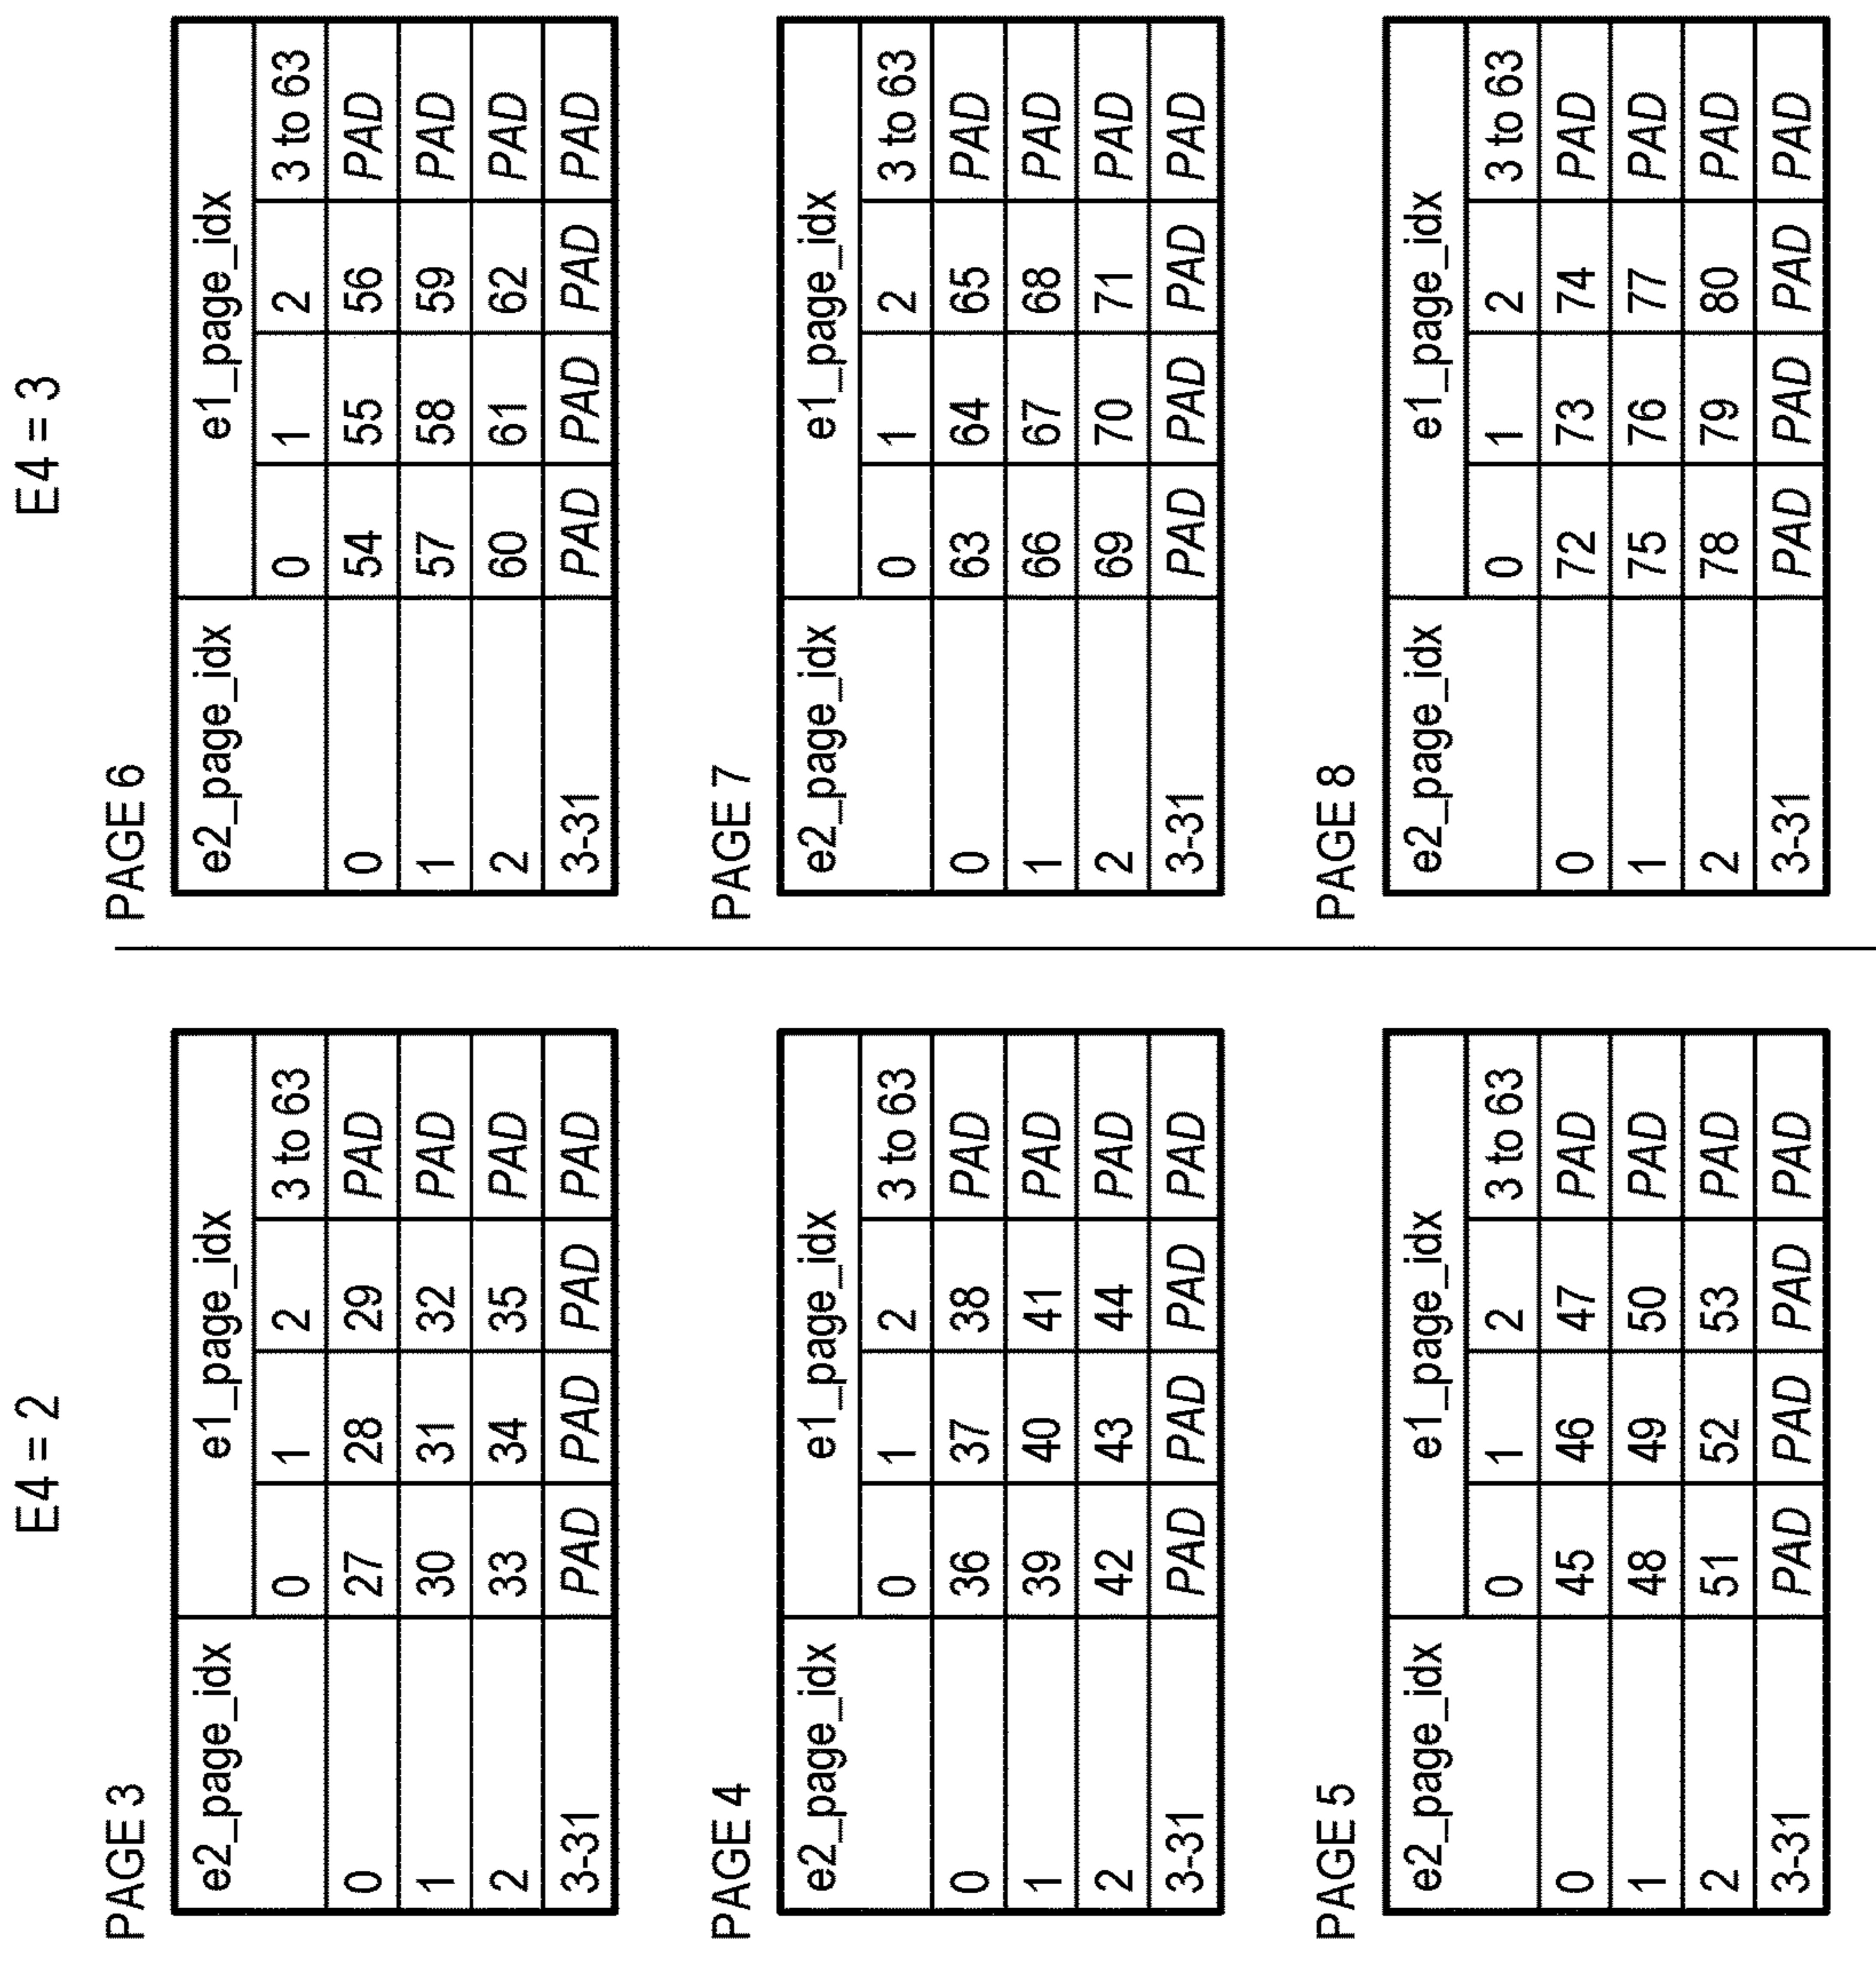 E4 = 2
PAGE 3
e2_page_idx e1_page_idx
0 1 2 3 to 63
0 27 28 29 PAD
1 30 31 32 PAD
2 33 34 35 PAD
3-31 PAD PAD PAD PAD
PAGE 4
e2_page_idx e1_page_idx
0 1 2 3 to 63
0 36 37 38 PAD
1 39 40 41 PAD
2 42 43 44 PAD
3-31 PAD PAD PAD PAD
PAGE 5
e2_page_idx e1_page_idx
0 1 2 3 to 63
0 45 46 47 PAD
1 48 49 50 PAD
2 51 52 53 PAD
3-31 PAD PAD PAD PAD
E4 = 3
PAGE 6
e2_page_idx e1_page_idx
0 1 2 3 to 63
0 54 55 56 PAD
1 57 58 59 PAD
2 60 61 62 PAD
3-31 PAD PAD PAD PAD
PAGE 7
e2_page_idx e1_page_idx
0 1 2 3 to 63
0 63 64 65 PAD
1 66 67 68 PAD
2 69 70 71 PAD
3-31 PAD PAD PAD PAD
PAGE 8
e2_page_idx e1_page_idx
0 1 2 3 to 63
0 72 73 74 PAD
1 75 76 77 PAD
2 78 79 80 PAD
3-31 PAD PAD PAD PAD